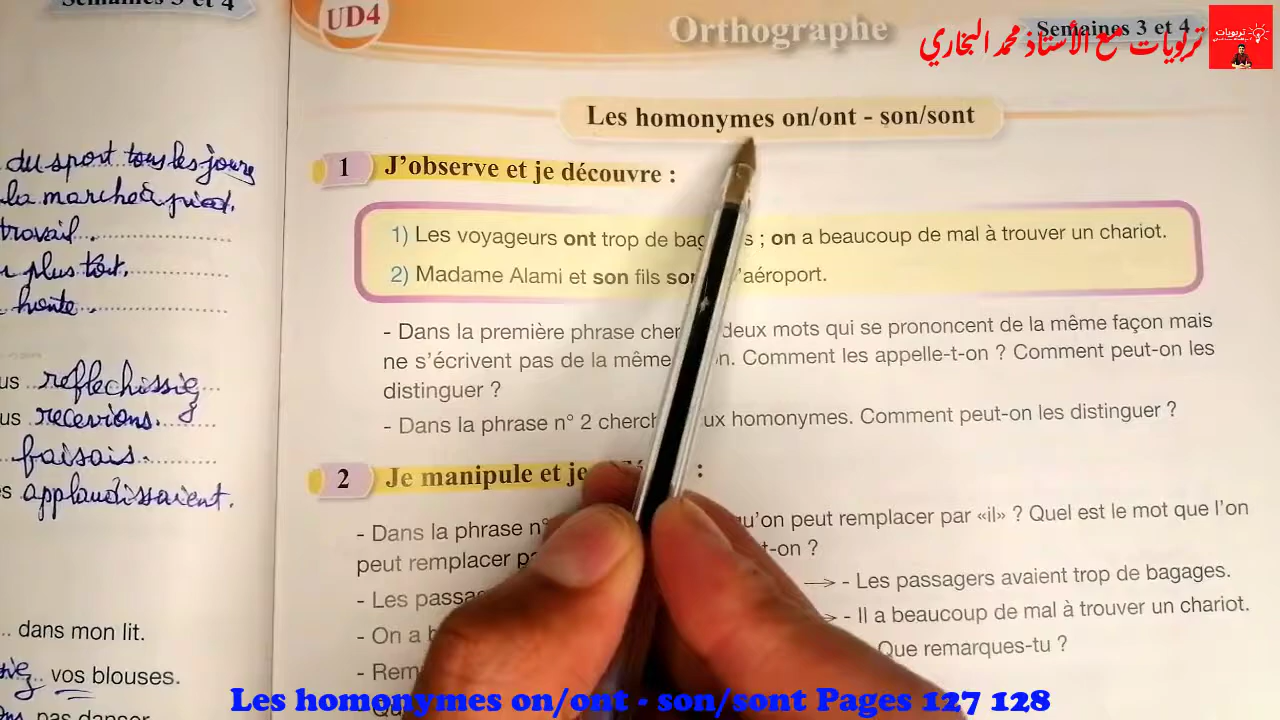 Semaines 3 et 4
du sport tous les jours
la marche à pied.
travail.
plus tôt.
honte.
us reflechissiez
us recevions.
faisais.
s applaudissaient.
.. dans mon lit.
vos blouses.
pas danser
UD4
Orthographe
Semaines 3 et 4
تربويات مع الأستاذ محمد البخاري
تربويات
Les homonymes on/ont - son/sont
1 J'observe et je découvre :
1) Les voyageurs ont trop de bag s ; on a beaucoup de mal à trouver un chariot.
2) Madame Alami et son fils so 'aéroport.
- Dans la première phrase cher deux mots qui se prononcent de la même façon mais
ne s'écrivent pas de la même n. Comment les appelle-t-on ? Comment peut-on les
distinguer ?
- Dans la phrase n° 2 cherch ux homonymes. Comment peut-on les distinguer ?
2 Je manipule et je :
- Dans la phrase n° qu'on peut remplacer par «il» ? Quel est le mot que l'on
peut remplacer p t-on ?
- Les passa - Les passagers avaient trop de bagages.
- On a b - Il a beaucoup de mal à trouver un chariot.
- Rem Que remarques-tu ?
Les homonymes on/ont - son/sont Pages 127 128